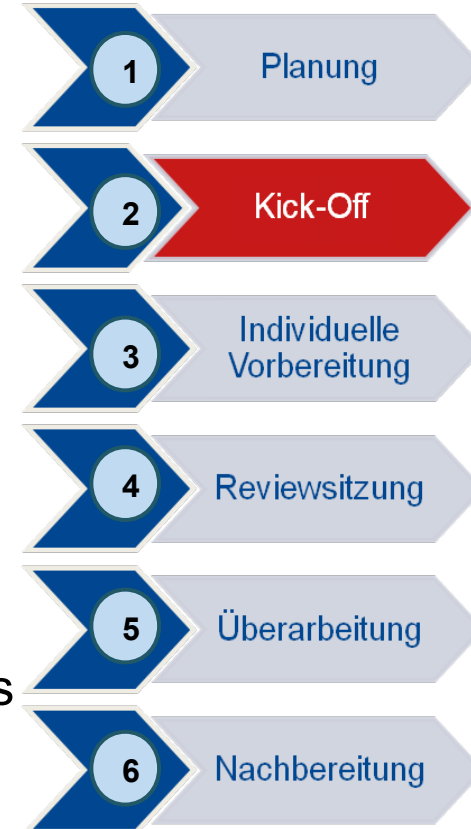 1 Planung
2 Kick-Off
3 Individuelle
Vorbereitung
4 Reviewsitzung
5 Überarbeitung
s
6 Nachbereitung